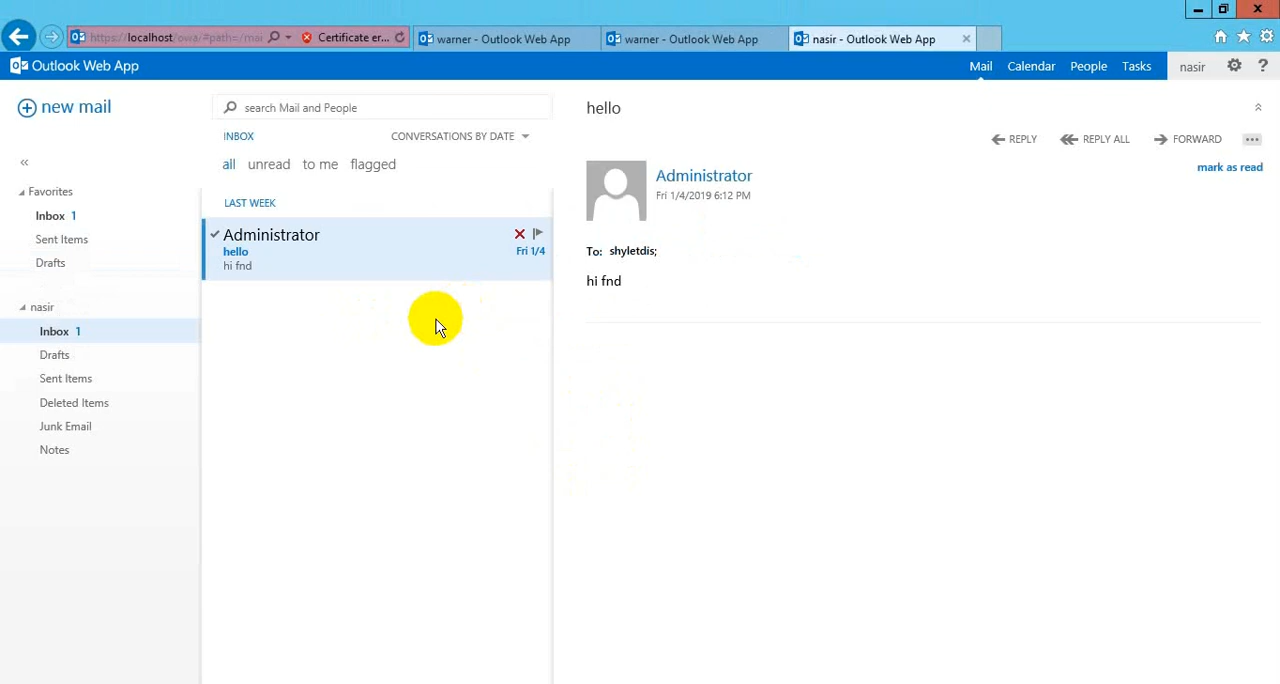 https://localhost/owa/#path=/mai
Certificate er...
warner - Outlook Web App
warner - Outlook Web App
nasir - Outlook Web App
Outlook Web App
Mail
Calendar
People
Tasks
nasir
?
new mail
search Mail and People
INBOX
CONVERSATIONS BY DATE
all unread to me flagged
Favorites
Inbox 1
Sent Items
Drafts
nasir
Inbox 1
Drafts
Sent Items
Deleted Items
Junk Email
Notes
LAST WEEK
Administrator
hello
Fri 1/4
hi fnd
hello
REPLY
REPLY ALL
FORWARD
mark as read
Administrator
Fri 1/4/2019 6:12 PM
To: shyletdis;
hi fnd